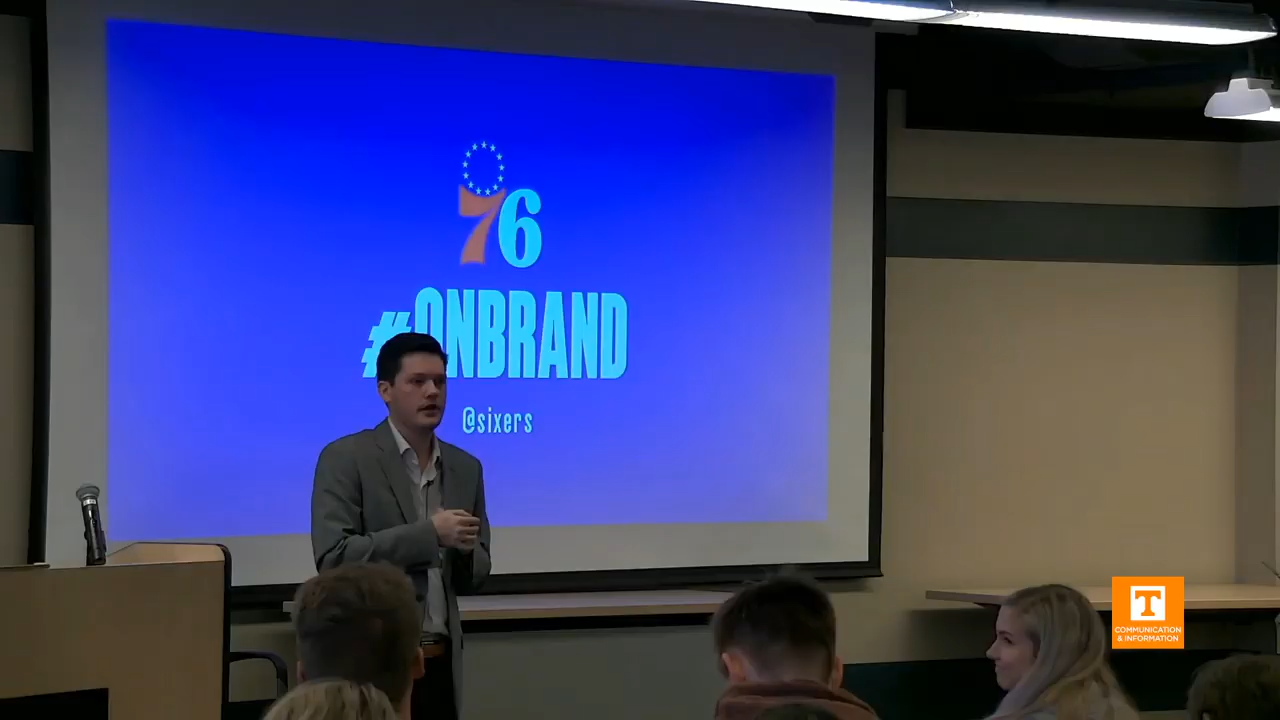 76
#ONBRAND
@sixers
T
COMMUNICATION
& INFORMATION